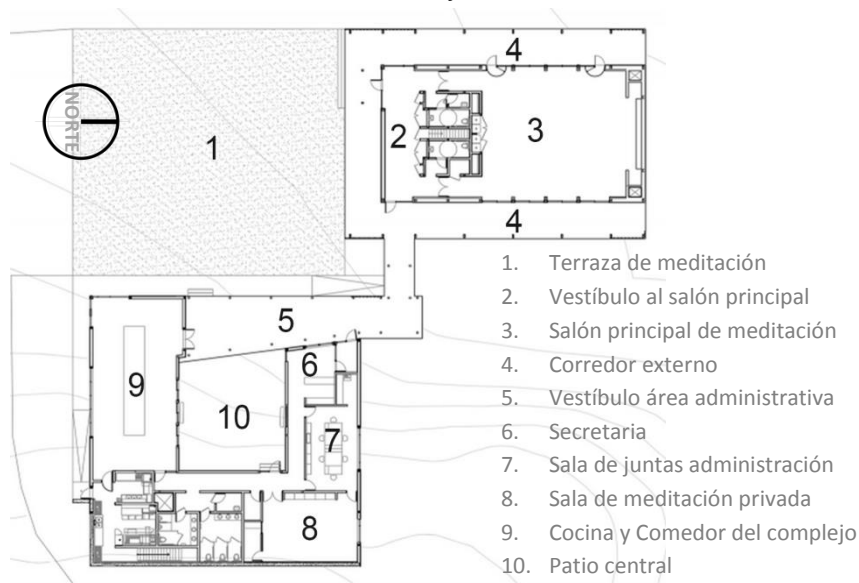 4
NORTE
1
2
3
4
5
6
9
10
7
8
1. Terraza de meditación
2. Vestíbulo al salón principal
3. Salón principal de meditación
4. Corredor externo
5. Vestíbulo área administrativa
6. Secretaria
7. Sala de juntas administración
8. Sala de meditación privada
9. Cocina y Comedor del complejo
10. Patio central